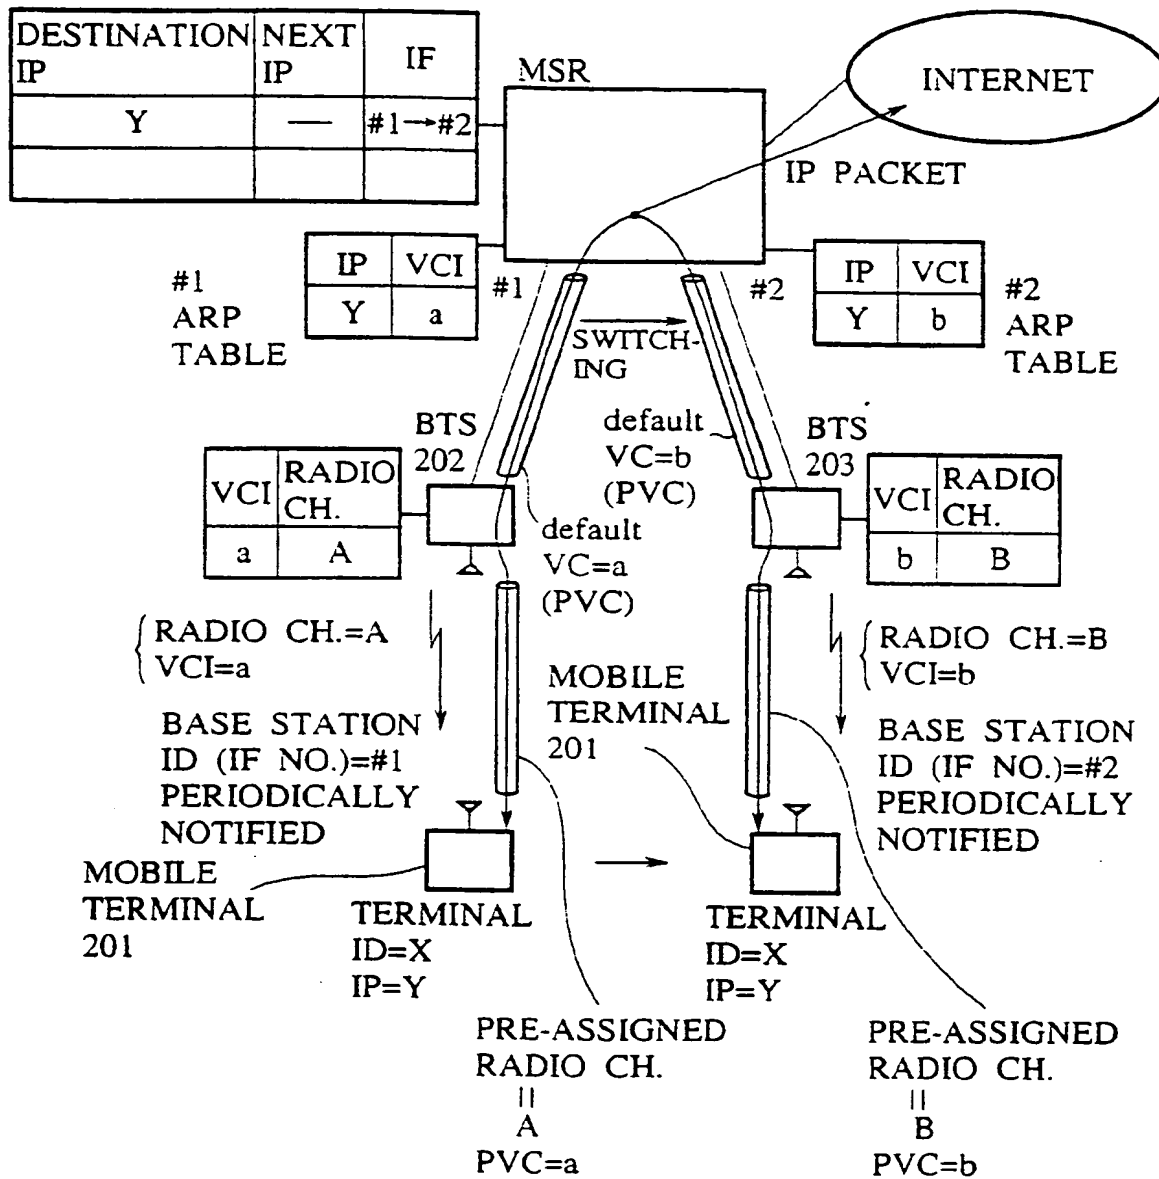 DESTINATION IP
NEXT IP
IF
Y
—
#1→#2
MSR
INTERNET
IP PACKET
#1
ARP
TABLE
IP VCI
Y a
#1
#2
IP VCI
Y b
#2
ARP
TABLE
SWITCH-
ING
BTS
202
default
VC=b
(PVC)
BTS
203
VCI
RADIO
CH.
a A
default
VC=a
(PVC)
VCI
RADIO
CH.
b B
RADIO CH.=A
VCI=a
RADIO CH.=B
VCI=b
MOBILE
TERMINAL
201
BASE STATION
ID (IF NO.)=#1
PERIODICALLY
NOTIFIED
BASE STATION
ID (IF NO.)=#2
PERIODICALLY
NOTIFIED
MOBILE
TERMINAL
201
TERMINAL
ID=X
IP=Y
TERMINAL
ID=X
IP=Y
PRE-ASSIGNED
RADIO CH.
=
A
PVC=a
PRE-ASSIGNED
RADIO CH.
=
B
PVC=b